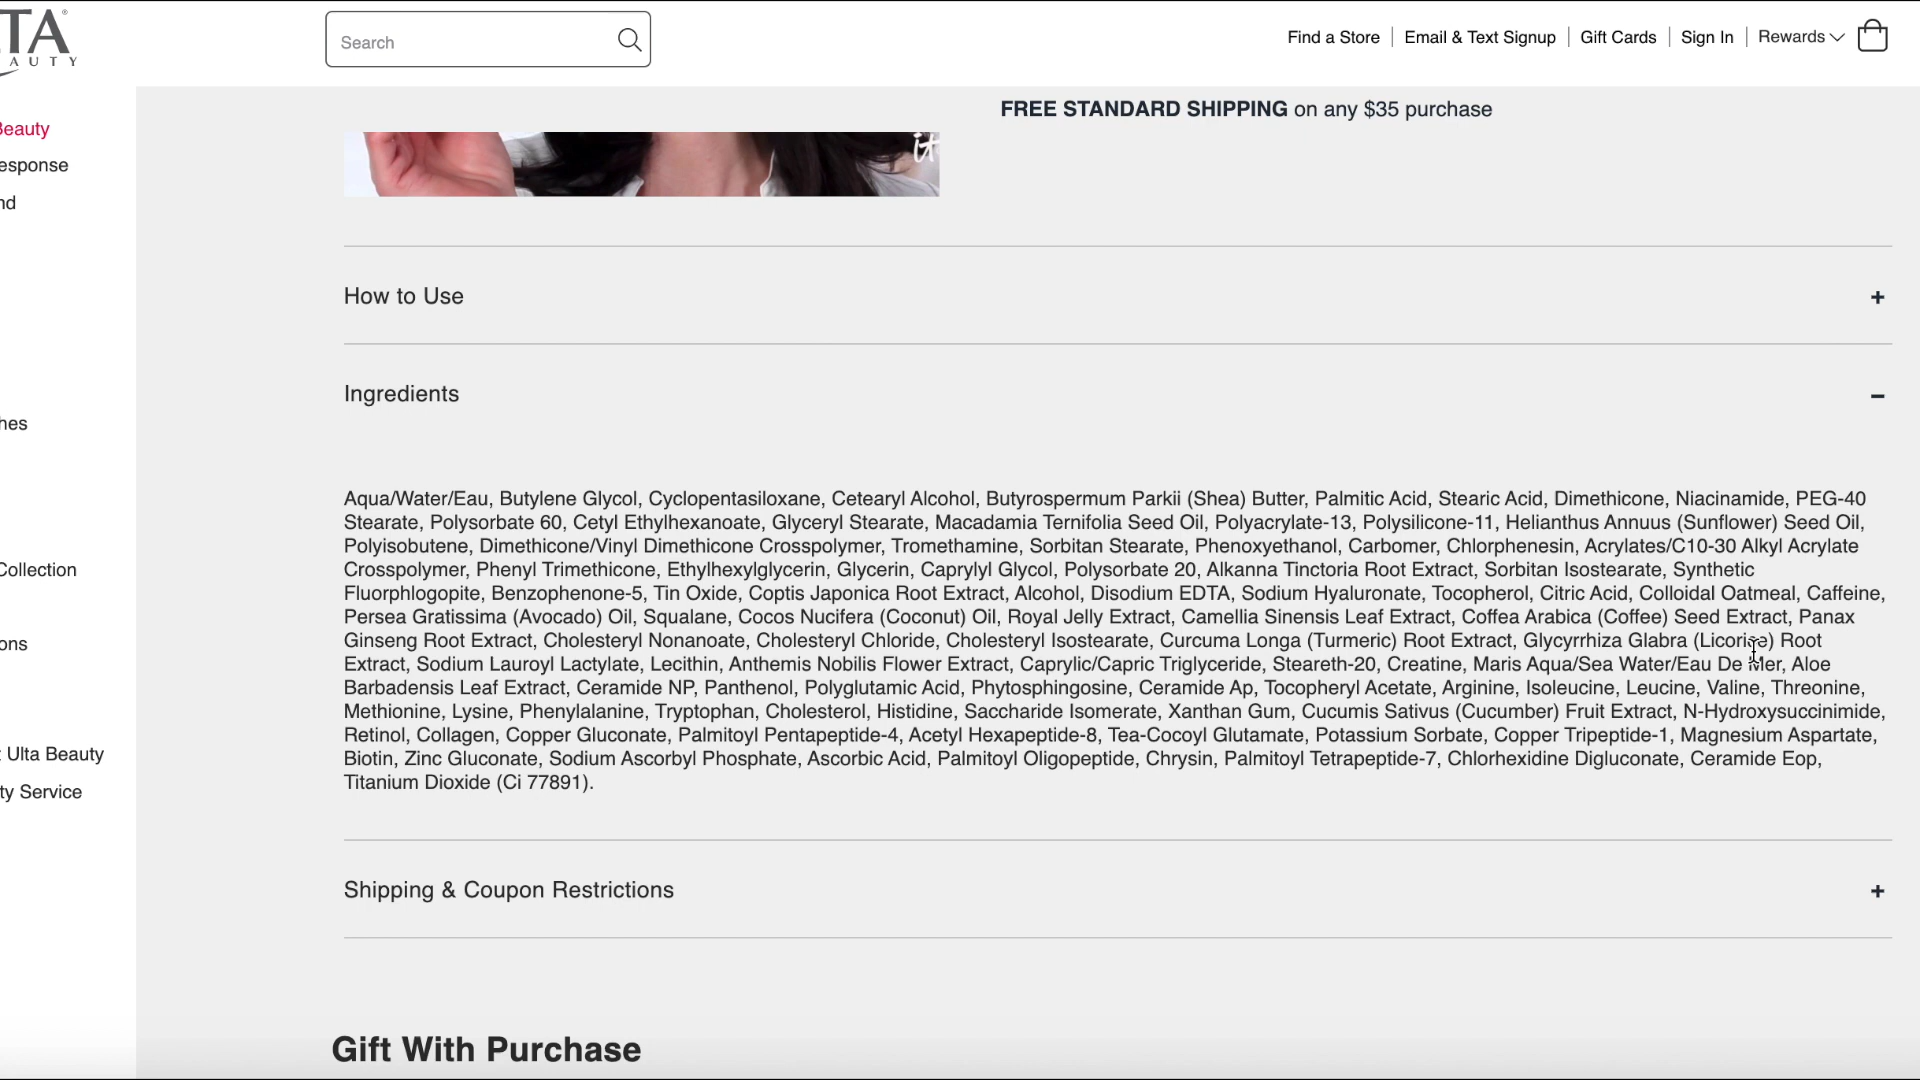 TA
AUTY
Search
Find a Store
Email & Text Signup
Gift Cards
Sign In
Rewards
Beauty
esponse
nd
hes
Collection
ons
t Ulta Beauty
ty Service
FREE STANDARD SHIPPING on any $35 purchase
it
How to Use
+
Ingredients
-
Aqua/Water/Eau, Butylene Glycol, Cyclopentasiloxane, Cetearyl Alcohol, Butyrospermum Parkii (Shea) Butter, Palmitic Acid, Stearic Acid, Dimethicone, Niacinamide, PEG-40
Stearate, Polysorbate 60, Cetyl Ethylhexanoate, Glyceryl Stearate, Macadamia Ternifolia Seed Oil, Polyacrylate-13, Polysilicone-11, Helianthus Annuus (Sunflower) Seed Oil,
Polyisobutene, Dimethicone/Vinyl Dimethicone Crosspolymer, Tromethamine, Sorbitan Stearate, Phenoxyethanol, Carbomer, Chlorphenesin, Acrylates/C10-30 Alkyl Acrylate
Crosspolymer, Phenyl Trimethicone, Ethylhexylglycerin, Glycerin, Caprylyl Glycol, Polysorbate 20, Alkanna Tinctoria Root Extract, Sorbitan Isostearate, Synthetic
Fluorphlogopite, Benzophenone-5, Tin Oxide, Coptis Japonica Root Extract, Alcohol, Disodium EDTA, Sodium Hyaluronate, Tocopherol, Citric Acid, Colloidal Oatmeal, Caffeine,
Persea Gratissima (Avocado) Oil, Squalane, Cocos Nucifera (Coconut) Oil, Royal Jelly Extract, Camellia Sinensis Leaf Extract, Coffea Arabica (Coffee) Seed Extract, Panax
Ginseng Root Extract, Cholesteryl Nonanoate, Cholesteryl Chloride, Cholesteryl Isostearate, Curcuma Longa (Turmeric) Root Extract, Glycyrrhiza Glabra (Licorice) Root
Extract, Sodium Lauroyl Lactylate, Lecithin, Anthemis Nobilis Flower Extract, Caprylic/Capric Triglyceride, Steareth-20, Creatine, Maris Aqua/Sea Water/Eau De Mer, Aloe
Barbadensis Leaf Extract, Ceramide NP, Panthenol, Polyglutamic Acid, Phytosphingosine, Ceramide Ap, Tocopheryl Acetate, Arginine, Isoleucine, Leucine, Valine, Threonine,
Methionine, Lysine, Phenylalanine, Tryptophan, Cholesterol, Histidine, Saccharide Isomerate, Xanthan Gum, Cucumis Sativus (Cucumber) Fruit Extract, N-Hydroxysuccinimide,
Retinol, Collagen, Copper Gluconate, Palmitoyl Pentapeptide-4, Acetyl Hexapeptide-8, Tea-Cocoyl Glutamate, Potassium Sorbate, Copper Tripeptide-1, Magnesium Aspartate,
Biotin, Zinc Gluconate, Sodium Ascorbyl Phosphate, Ascorbic Acid, Palmitoyl Oligopeptide, Chrysin, Palmitoyl Tetrapeptide-7, Chlorhexidine Digluconate, Ceramide Eop,
Titanium Dioxide (Ci 77891).
Shipping & Coupon Restrictions
+
Gift With Purchase